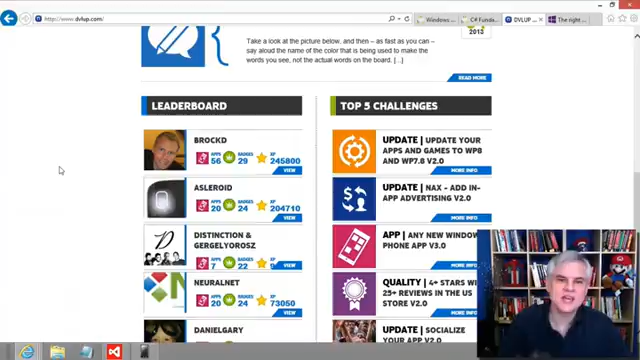 http://www.dvlup.com/
Windows ...
C# Funda...
DVLUP ...
The right ...
2013
Take a look at the picture below, and then – as fast as you can –
say aloud the name of the color that is being used to make the
words you see, not the actual words on the board. [...]
READ MORE
LEADERBOARD
BROCKD
APPS BADGES XP
56 29 245800
VIEW
ASLEROID
APPS BADGES XP
20 24 204710
VIEW
DISTINCTION &
GERGELYOROSZ
APPS BADGES XP
7 22
VIEW
NEURALNET
APPS BADGES XP
20 24 73050
VIEW
DANIELGARY
TOP 5 CHALLENGES
UPDATE | UPDATE YOUR
APPS AND GAMES TO WP8
AND WP7.8 V2.0
MORE INFO
UPDATE | NAX - ADD IN-
APP ADVERTISING V2.0
MORE INFO
APP | ANY NEW WINDOW
PHONE APP V3.0
MORE INFO
QUALITY | 4+ STARS WI
25+ REVIEWS IN THE US
STORE V2.0
MORE INFO
UPDATE | SOCIALIZE
YOUR APP WITH A